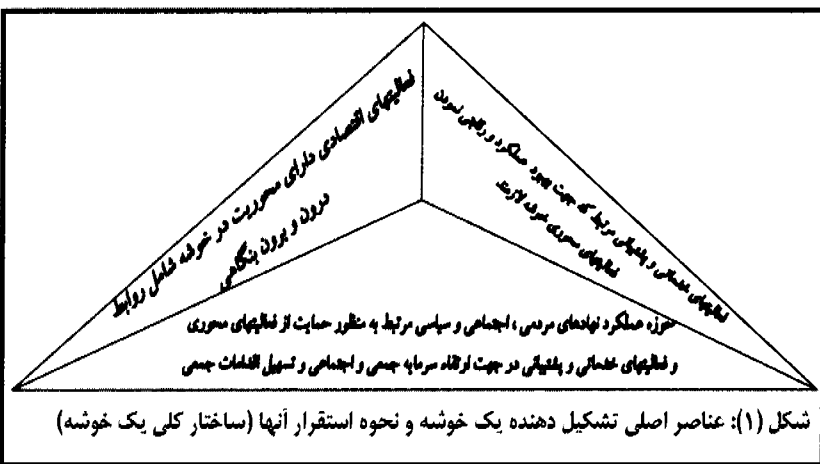 فعالیتهای اقتصادی دارای محوریت در خوشه شامل روابط
درون و برون بنگاهی
فعالیتهای خدماتی و پشتیبانی مرتبط که جهت بهبود عملکرد و رقابتی نمودن
فعالیتهای محوری خوشه لازمند
حوزه عملکرد نهادهای مردمی ، اجتماعی و سیاسی مرتبط به منظور حمایت از فعالیتهای محوری
و فعالیتهای خدماتی و پشتیبانی در جهت ارتقاء سرمایه جمعی و اجتماعی و تسهیل اقدامات جمعی
شکل (۱): عناصر اصلی تشکیل دهنده یک خوشه و نحوه استقرار آنها (ساختار کلی یک خوشه)